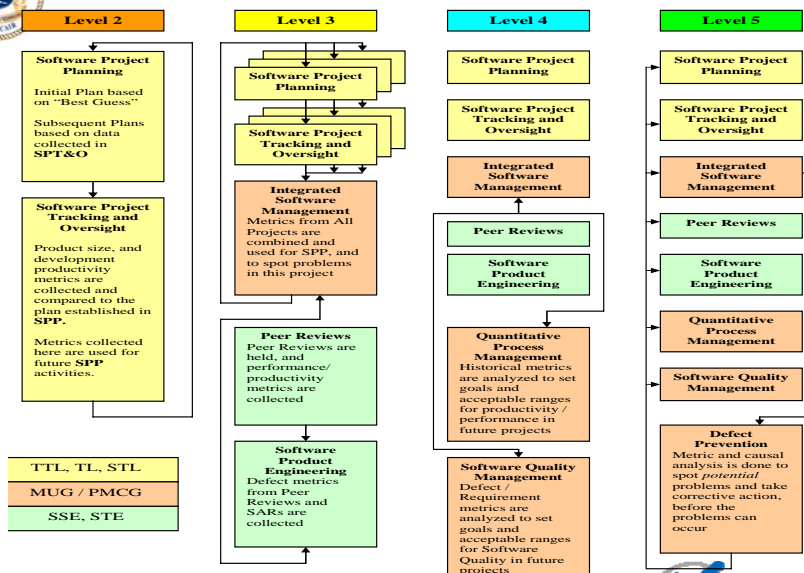 Level 2
Software Project
Planning
Initial Plan based
on “Best Guess”
Subsequent Plans
based on data
collected in
SPT&O
Software Project
Tracking and
Oversight
Product size, and
development
productivity
metrics are
collected and
compared to the
plan established in
SPP.
Metrics collected
here are used for
future SPP
activities.
TTL, TL, STL
MUG / PMCG
SSE, STE
Level 3
Software Project
Planning
Software Project
Tracking and
Oversight
Integrated
Software
Management
Metrics from All
Projects are
combined and
used for SPP, and
to spot problems
in this project
Peer Reviews
Peer Reviews are
held, and
performance/
productivity
metrics are
collected
Software
Product
Engineering
Defect metrics
from Peer
Reviews and
SARs are
collected
Level 4
Software Project
Planning
Software Project
Tracking and
Oversight
Integrated
Software
Management
Peer Reviews
Software
Product
Engineering
Quantitative
Process
Management
Historical metrics
are analyzed to set
goals and
acceptable ranges
for productivity /
performance in
future projects
Software Quality
Management
Defect /
Requirement
metrics are
analyzed to set
goals and
acceptable ranges
for Software
Quality in future
projects
Level 5
Software Project
Planning
Software Project
Tracking and
Oversight
Integrated
Software
Management
Peer Reviews
Software
Product
Engineering
Quantitative
Process
Management
Software Quality
Management
Defect
Prevention
Metric and causal
analysis is done to
spot potential
problems and take
corrective action,
before the
problems can
occur